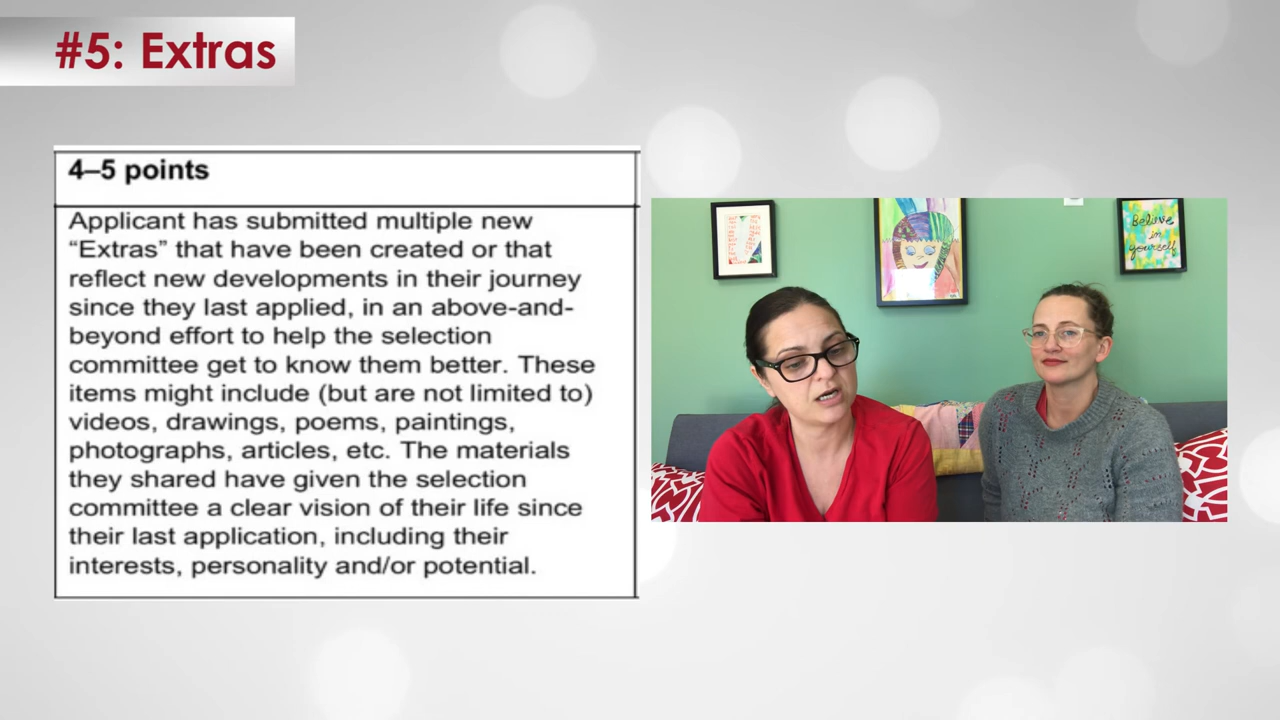 #5: Extras
4–5 points
Applicant has submitted multiple new
“Extras” that have been created or that
reflect new developments in their journey
since they last applied, in an above-and-
beyond effort to help the selection
committee get to know them better. These
items might include (but are not limited to)
videos, drawings, poems, paintings,
photographs, articles, etc. The materials
they shared have given the selection
committee a clear vision of their life since
their last application, including their
interests, personality and/or potential.
Believe
in
yourself